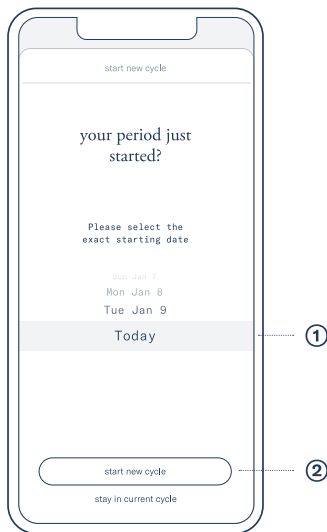 start new cycle
your period just
started?
Please select the
exact starting date
Sun Jan 7
Mon Jan 8
Tue Jan 9
Today
1
start new cycle
2
stay in current cycle